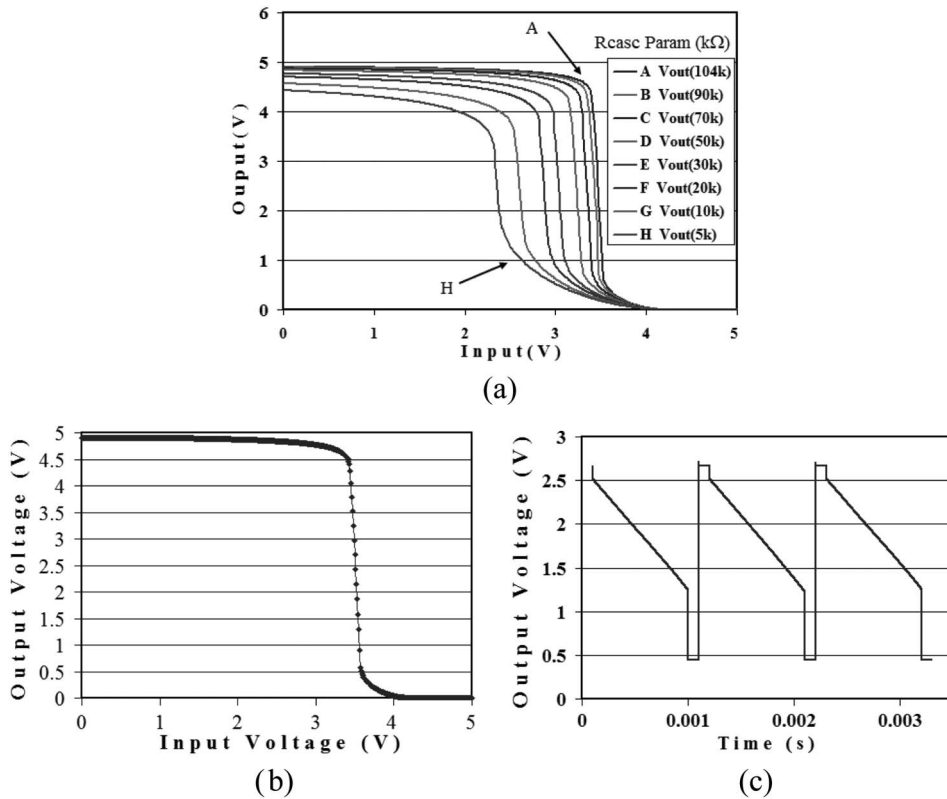 6
5
4
3
2
1
0
Ouput(V)
A
H
Rcasc Param (kΩ)
A Vout(104k)
B Vout(90k)
C Vout(70k)
D Vout(50k)
E Vout(30k)
F Vout(20k)
G Vout(10k)
H Vout(5k)
0 1 2 3 4 5
Input(V)
(a)
5
4.5
4
3.5
3
2.5
2
1.5
1
0.5
0
Output Voltage (V)
0 1 2 3 4 5
Input Voltage (V)
(b)
3
2.5
2
1.5
1
0.5
0
Output Voltage (V)
0 0.001 0.002 0.003
Time (s)
(c)